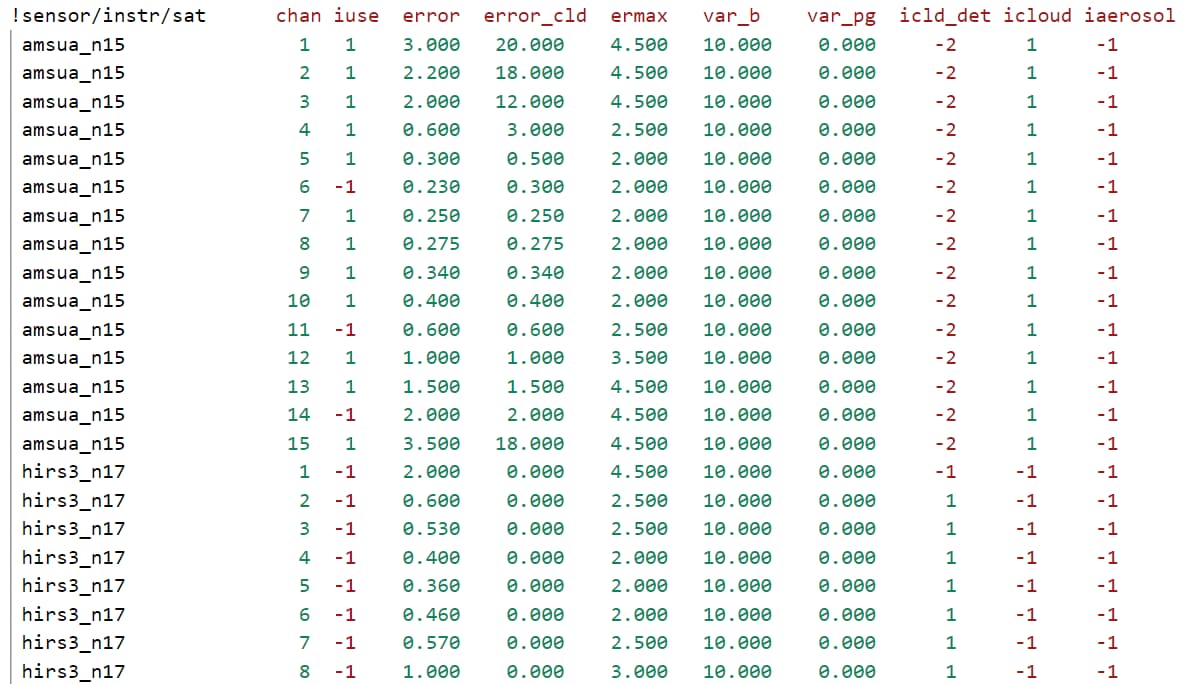 !sensor/instr/sat chan iuse error error_cld ermax var_b var_pg icld_det icloud iaerosol
amsua_n15 1 1 3.000 20.000 4.500 10.000 0.000 -2 1 -1
amsua_n15 2 1 2.200 18.000 4.500 10.000 0.000 -2 1 -1
amsua_n15 3 1 2.000 12.000 4.500 10.000 0.000 -2 1 -1
amsua_n15 4 1 0.600 3.000 2.500 10.000 0.000 -2 1 -1
amsua_n15 5 1 0.300 0.500 2.000 10.000 0.000 -2 1 -1
amsua_n15 6 -1 0.230 0.300 2.000 10.000 0.000 -2 1 -1
amsua_n15 7 1 0.250 0.250 2.000 10.000 0.000 -2 1 -1
amsua_n15 8 1 0.275 0.275 2.000 10.000 0.000 -2 1 -1
amsua_n15 9 1 0.340 0.340 2.000 10.000 0.000 -2 1 -1
amsua_n15 10 1 0.400 0.400 2.000 10.000 0.000 -2 1 -1
amsua_n15 11 -1 0.600 0.600 2.500 10.000 0.000 -2 1 -1
amsua_n15 12 1 1.000 1.000 3.500 10.000 0.000 -2 1 -1
amsua_n15 13 1 1.500 1.500 4.500 10.000 0.000 -2 1 -1
amsua_n15 14 -1 2.000 2.000 4.500 10.000 0.000 -2 1 -1
amsua_n15 15 1 3.500 18.000 4.500 10.000 0.000 -2 1 -1
hirs3_n17 1 -1 2.000 0.000 4.500 10.000 0.000 -1 -1 -1
hirs3_n17 2 -1 0.600 0.000 2.500 10.000 0.000 1 -1 -1
hirs3_n17 3 -1 0.530 0.000 2.500 10.000 0.000 1 -1 -1
hirs3_n17 4 -1 0.400 0.000 2.000 10.000 0.000 1 -1 -1
hirs3_n17 5 -1 0.360 0.000 2.000 10.000 0.000 1 -1 -1
hirs3_n17 6 -1 0.460 0.000 2.000 10.000 0.000 1 -1 -1
hirs3_n17 7 -1 0.570 0.000 2.500 10.000 0.000 1 -1 -1
hirs3_n17 8 -1 1.000 0.000 3.000 10.000 0.000 1 -1 -1